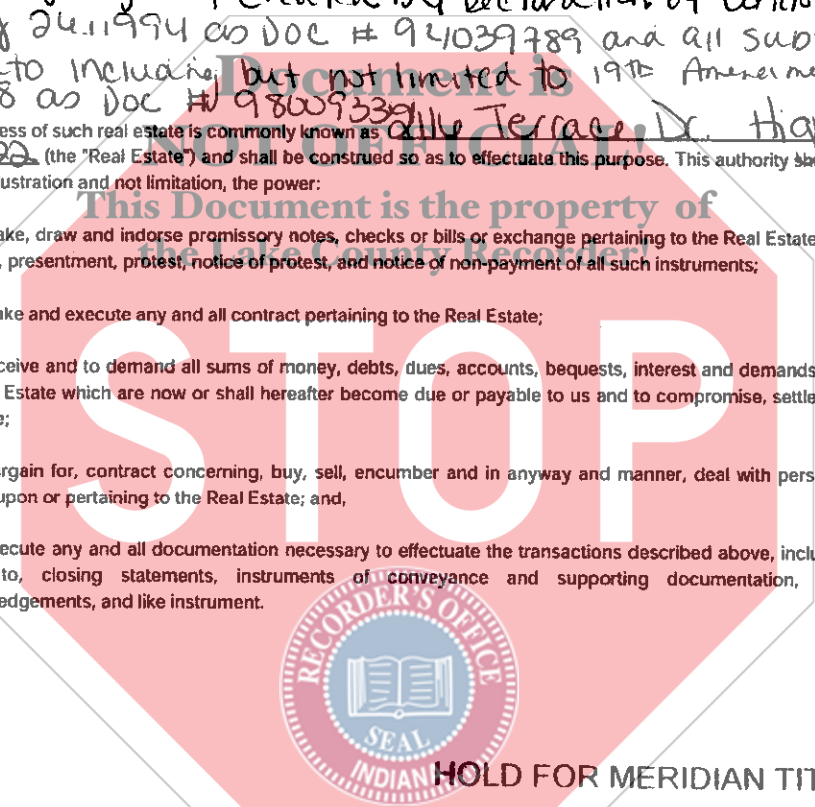 created by Declaration of
24.1994 as DOC # 94039789 and all sup
to Including but not limited to 19th Amendme
8 as DOC # 98009339
Document is
NOT OFFICIAL!
This Document is the property of
the Lake County Recorder!
ess of such real estate is commonly known as Terrace Dr. Hig
22 (the "Real Estate") and shall be construed so as to effectuate this purpose. This authority
ustration and not limitation, the power:
ake, draw and indorse promissory notes, checks or bills or exchange pertaining to the Real Estate
, presentment, protest, notice of protest, and notice of non-payment of all such instruments;
ake and execute any and all contract pertaining to the Real Estate;
ceive and to demand all sums of money, debts, dues, accounts, bequests, interest and demands
Estate which are now or shall hereafter become due or payable to us and to compromise, settle
e;
rgain for, contract concerning, buy, sell, encumber and in anyway and manner, deal with pers
upon or pertaining to the Real Estate; and,
STOP
ecute any and all documentation necessary to effectuate the transactions described above, inclu
to, closing statements, instruments of conveyance and supporting documentation,
edgements, and like instrument.
RECORDER'S OFFICE
SEAL
INDIANA
HOLD FOR MERIDIAN TIT